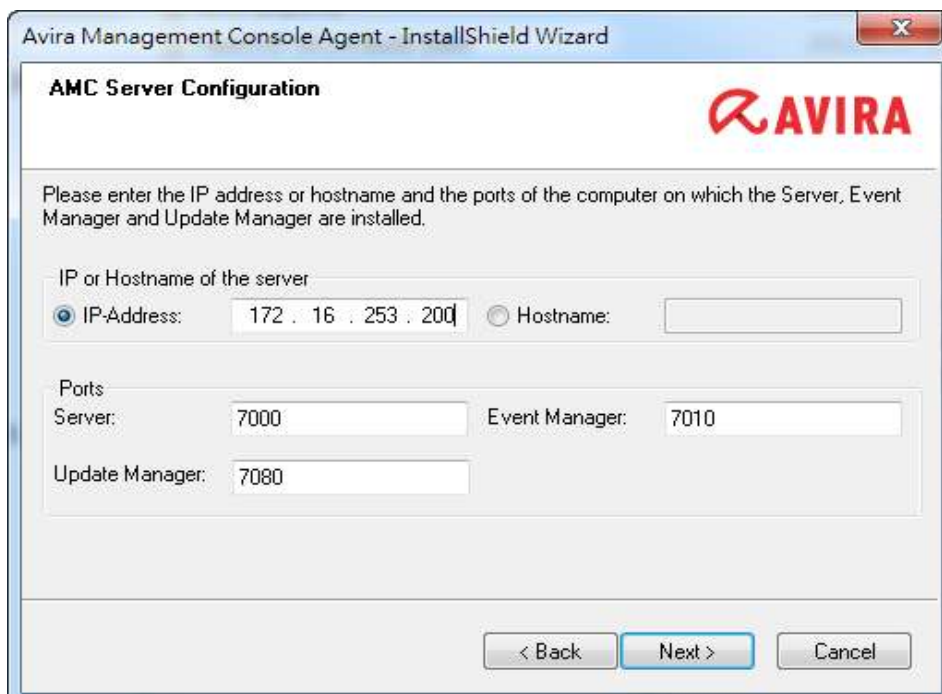 Avira Management Console Agent - InstallShield Wizard
AMC Server Configuration
AVIRA
Please enter the IP address or hostname and the ports of the computer on which the Server, Event
Manager and Update Manager are installed.
IP or Hostname of the server
IP-Address: 172 . 16 . 253 . 200 Hostname:
Ports
Server: 7000 Event Manager: 7010
Update Manager: 7080
< Back Next > Cancel